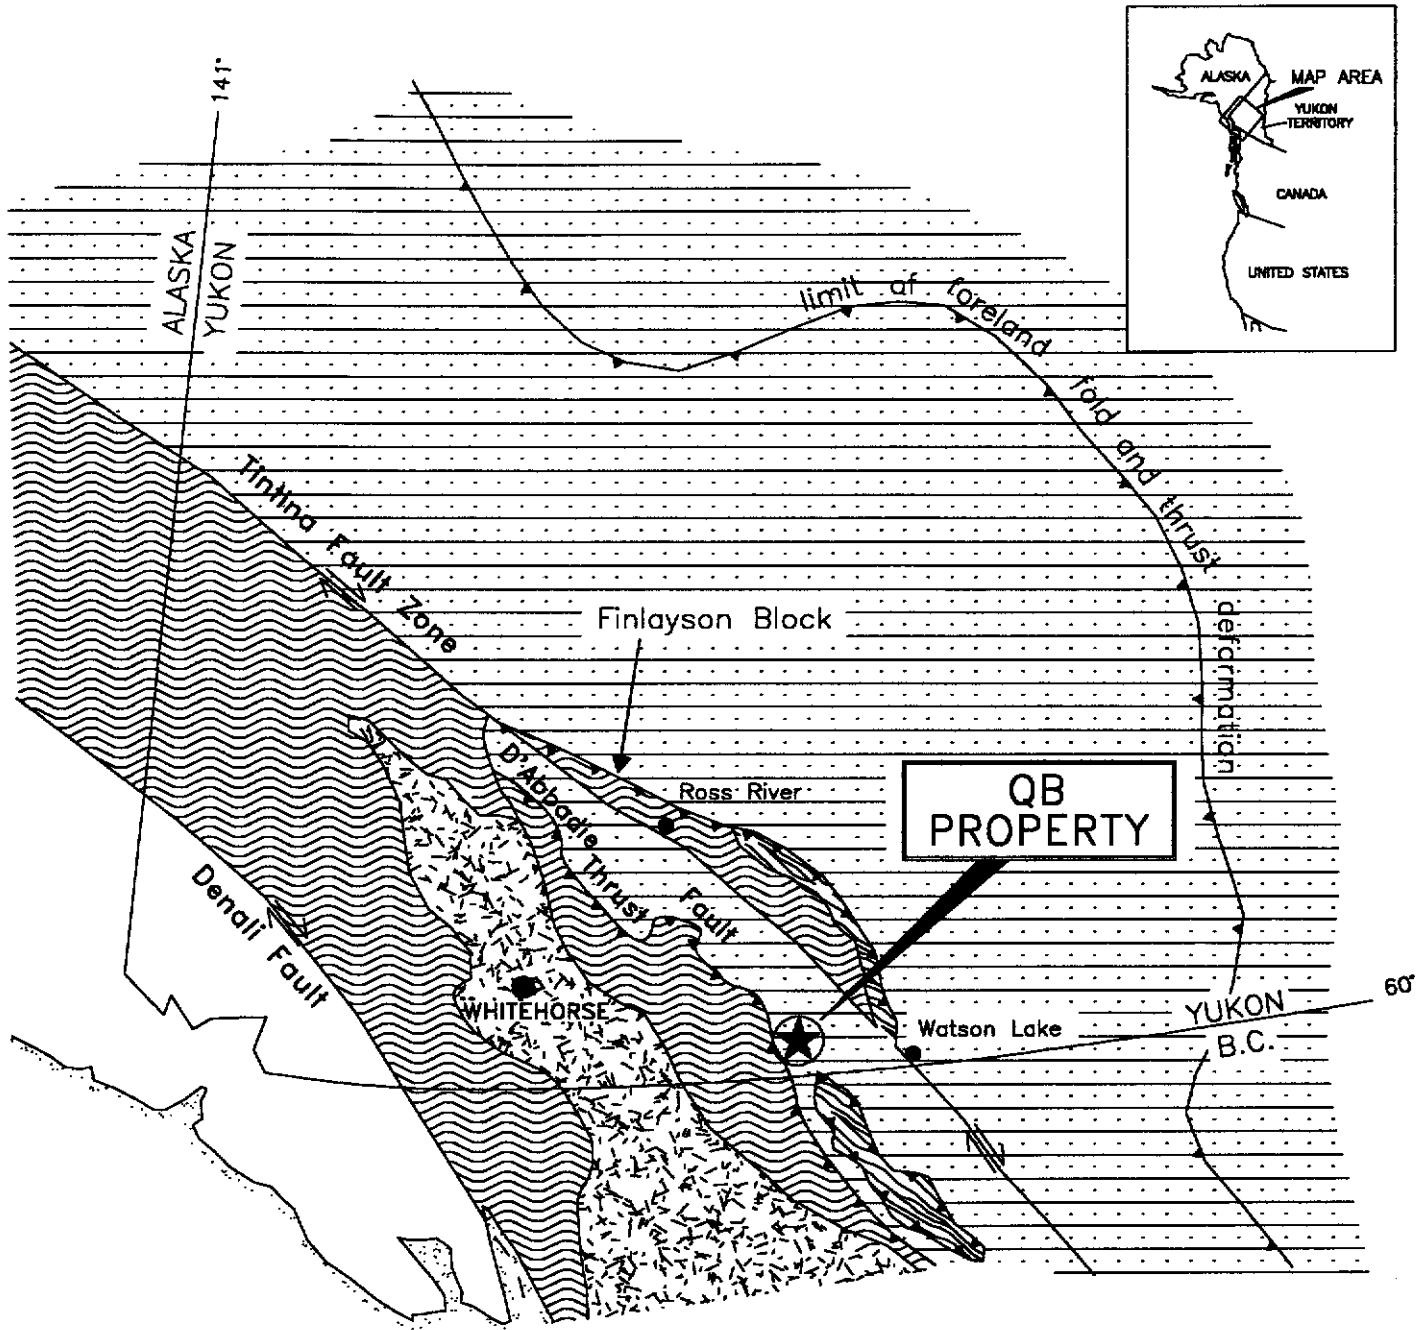 ALASKA
MAP AREA
YUKON
TERRITORY
CANADA
UNITED STATES
141°
ALASKA
YUKON
limit of foreland fold and thrust deformation
Tintina Fault Zone
Finlayson Block
D'Abbadie Thrust
Fault
Ross River
QB
PROPERTY
Denali Fault
WHITEHORSE
Watson Lake
YUKON
B.C.
60°